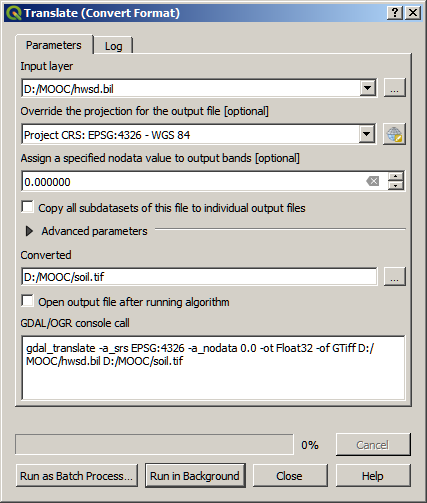 Translate (Convert Format)
Parameters
Log
Input layer
D:/MOOC/hwsd.bil
...
Override the projection for the output file [optional]
Project CRS: EPSG:4326 - WGS 84
Assign a specified nodata value to output bands [optional]
0.000000
Copy all subdatasets of this file to individual output files
Advanced parameters
Converted
D:/MOOC/soil.tif
...
Open output file after running algorithm
GDAL/OGR console call
gdal_translate -a_srs EPSG:4326 -a_nodata 0.0 -ot Float32 -of GTiff D:/
MOOC/hwsd.bil D:/MOOC/soil.tif
0%
Cancel
Run as Batch Process...
Run in Background
Close
Help